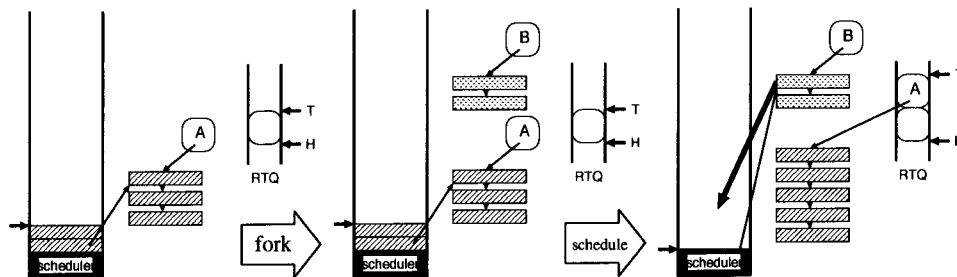 A
T
H
RTQ
scheduler
fork
B
A
T
H
RTQ
scheduler
schedule
B
A
RTQ
scheduler